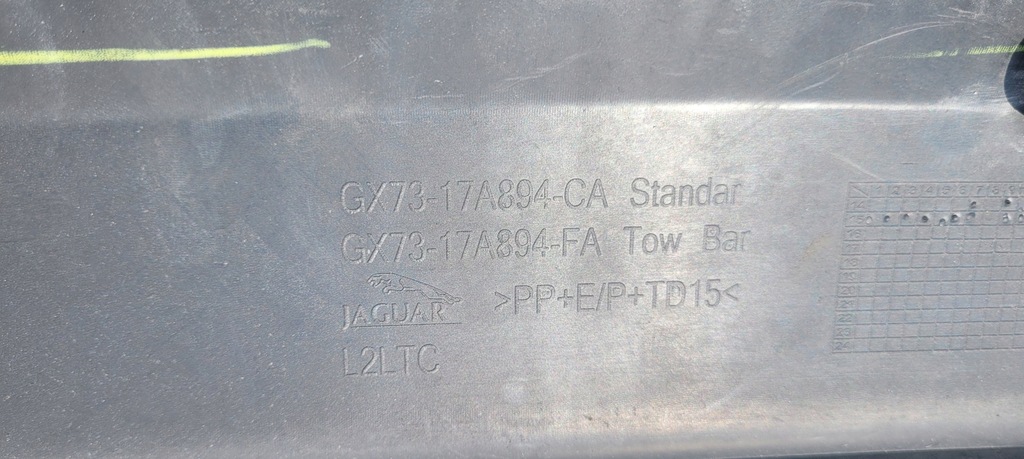 GX73-17A894-CA Standar
GX73-17A894-FA Tow Bar
JAGUAR >PP+E/P+TD15<
L2LTC